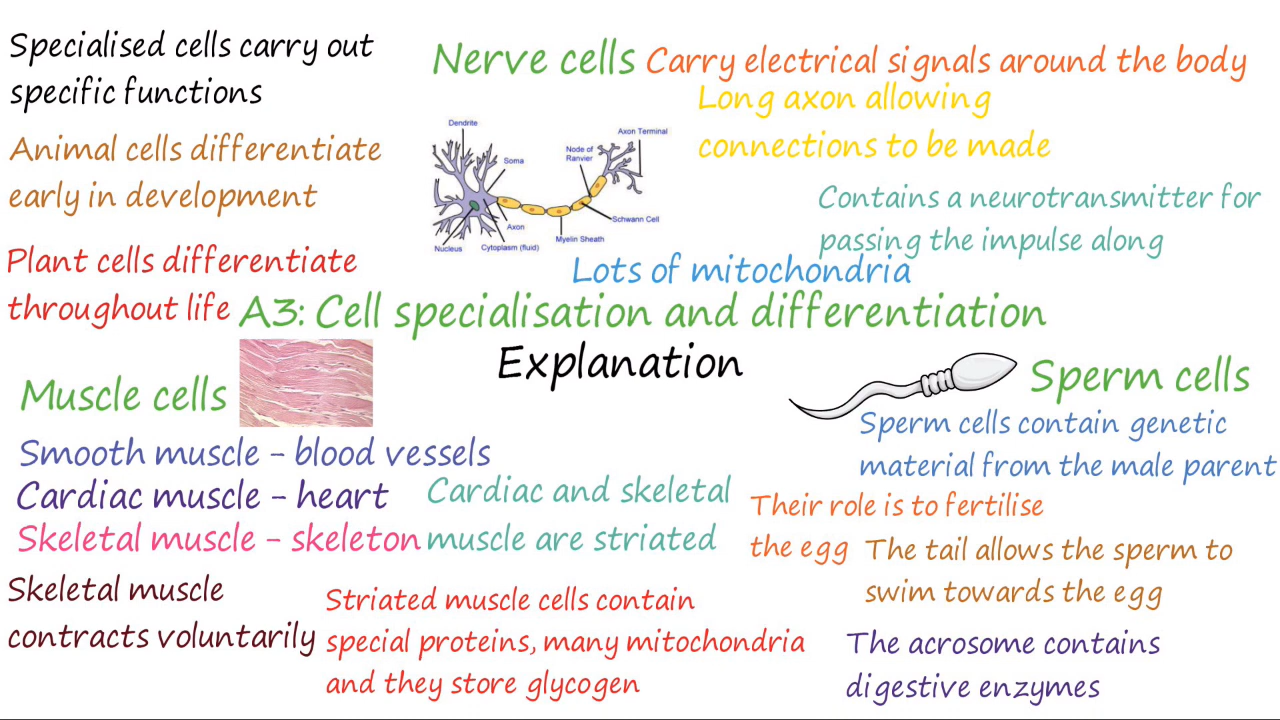 Specialised cells carry out
specific functions
Animal cells differentiate
early in development
Plant cells differentiate
throughout life
Nerve cells
Carry electrical signals around the body
Long axon allowing
connections to be made
Contains a neurotransmitter for
passing the impulse along
Lots of mitochondria
Dendrite
Axon Terminal
Soma
Node of
Ranvier
Schwann Cell
Axon
Myelin Sheath
Nucleus
Cytoplasm (fluid)
A3: Cell specialisation and differentiation
Explanation
Muscle cells
Smooth muscle - blood vessels
Cardiac muscle - heart
Skeletal muscle - skeleton
Cardiac and skeletal
muscle are striated
Skeletal muscle
contracts voluntarily
Striated muscle cells contain
special proteins, many mitochondria
and they store glycogen
Sperm cells
Sperm cells contain genetic
material from the male parent
Their role is to fertilise
the egg
The tail allows the sperm to
swim towards the egg
The acrosome contains
digestive enzymes